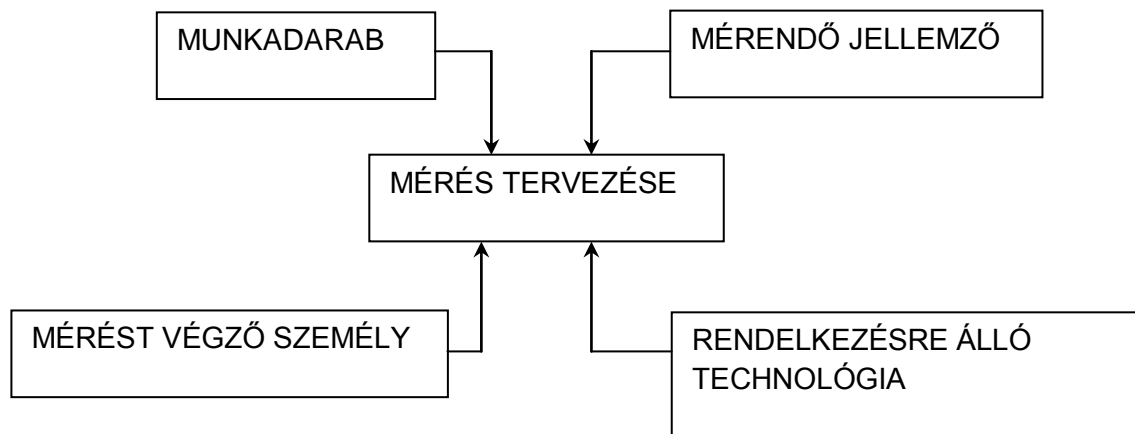 MUNKADARAB
MÉRENDŐ JELLEMZŐ
MÉRÉS TERVEZÉSE
MÉRÉST VÉGZŐ SZEMÉLY
RENDELKEZÉSRE ÁLLÓ
TECHNOLÓGIA